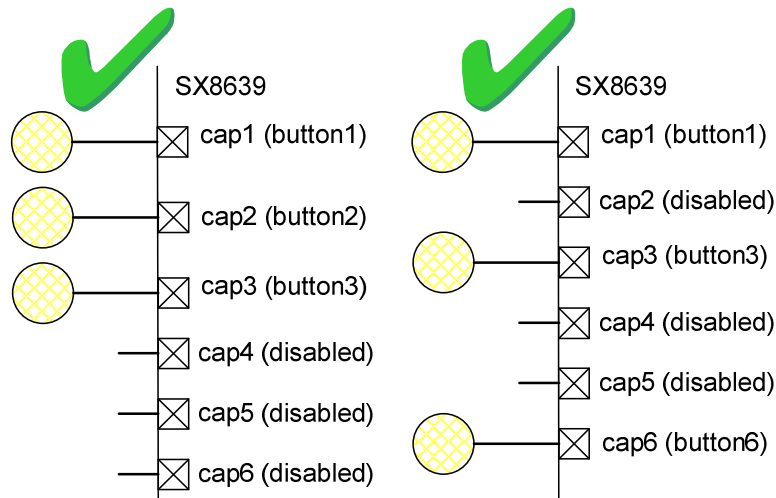 SX8639
cap1 (button1)
cap2 (button2)
cap3 (button3)
cap4 (disabled)
cap5 (disabled)
cap6 (disabled)
SX8639
cap1 (button1)
cap2 (disabled)
cap3 (button3)
cap4 (disabled)
cap5 (disabled)
cap6 (button6)